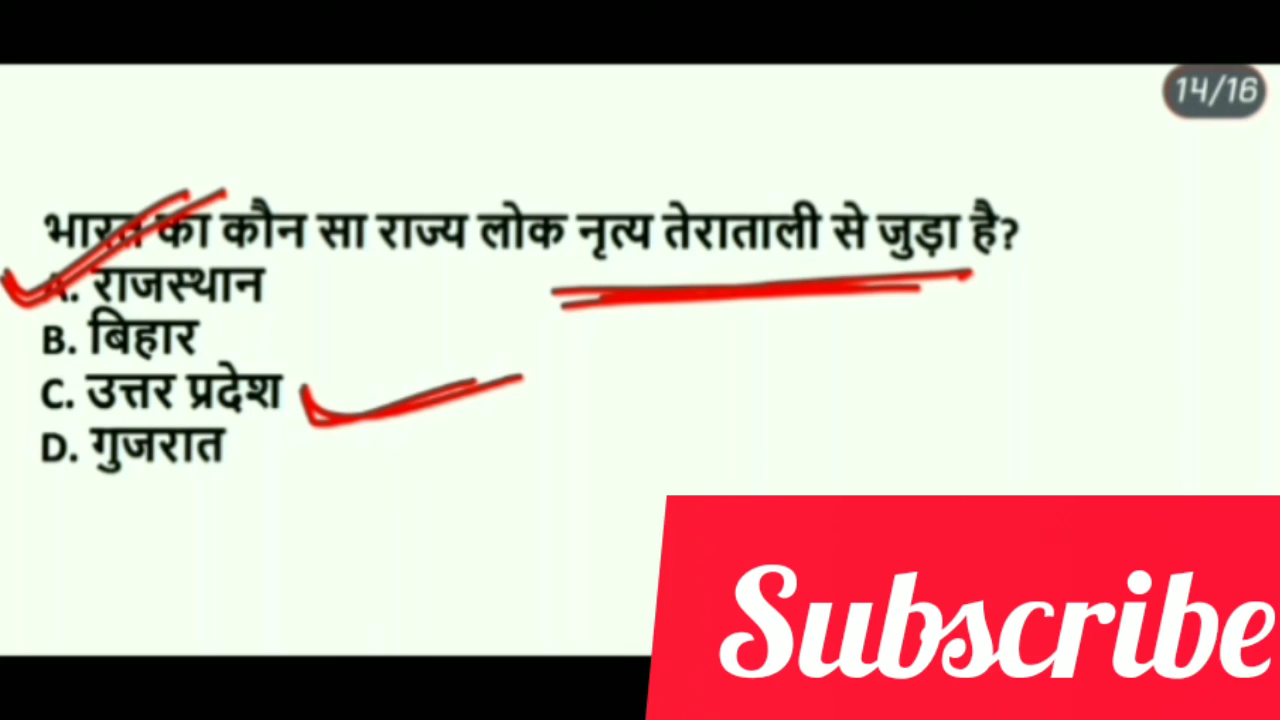 14/16
भारत का कौन सा राज्य लोक नृत्य तेराताली से जुड़ा है?
A. राजस्थान
B. बिहार
C. उत्तर प्रदेश
D. गुजरात
Subscribe